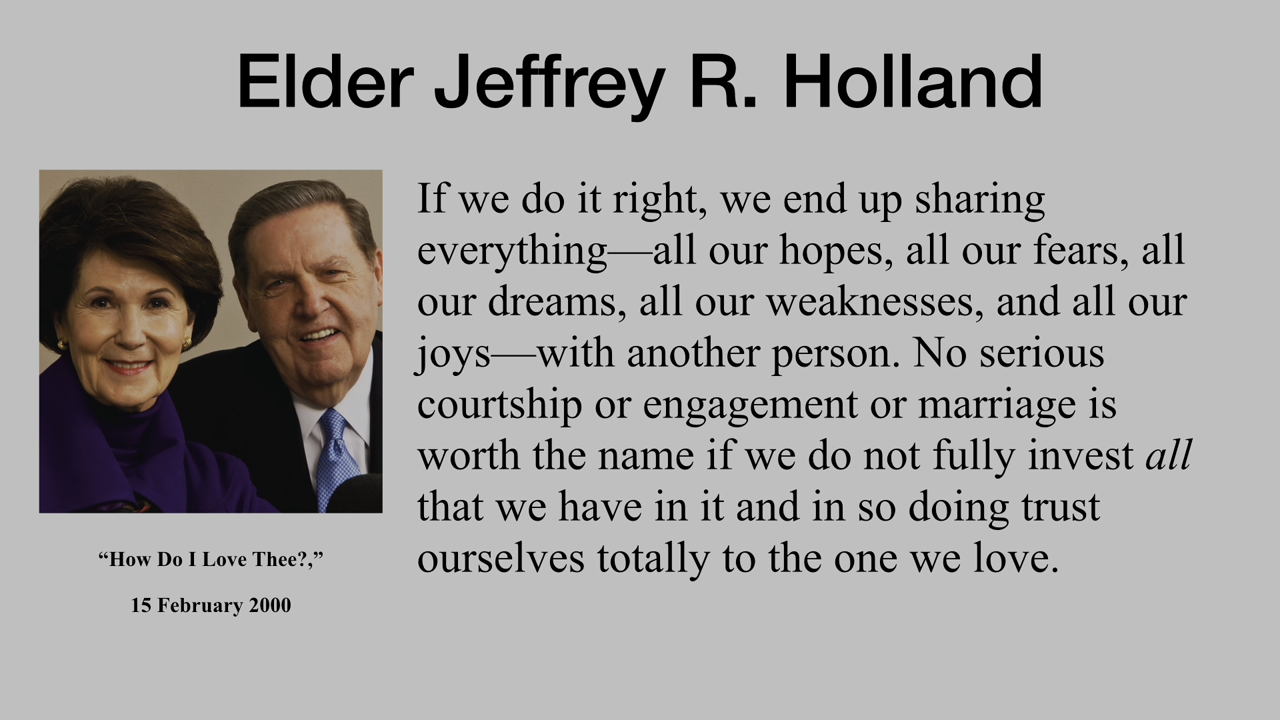 Elder Jeffrey R. Holland
If we do it right, we end up sharing
everything—all our hopes, all our fears, all
our dreams, all our weaknesses, and all our
joys—with another person. No serious
courtship or engagement or marriage is
worth the name if we do not fully invest all
that we have in it and in so doing trust
ourselves totally to the one we love.
“How Do I Love Thee?,”
15 February 2000